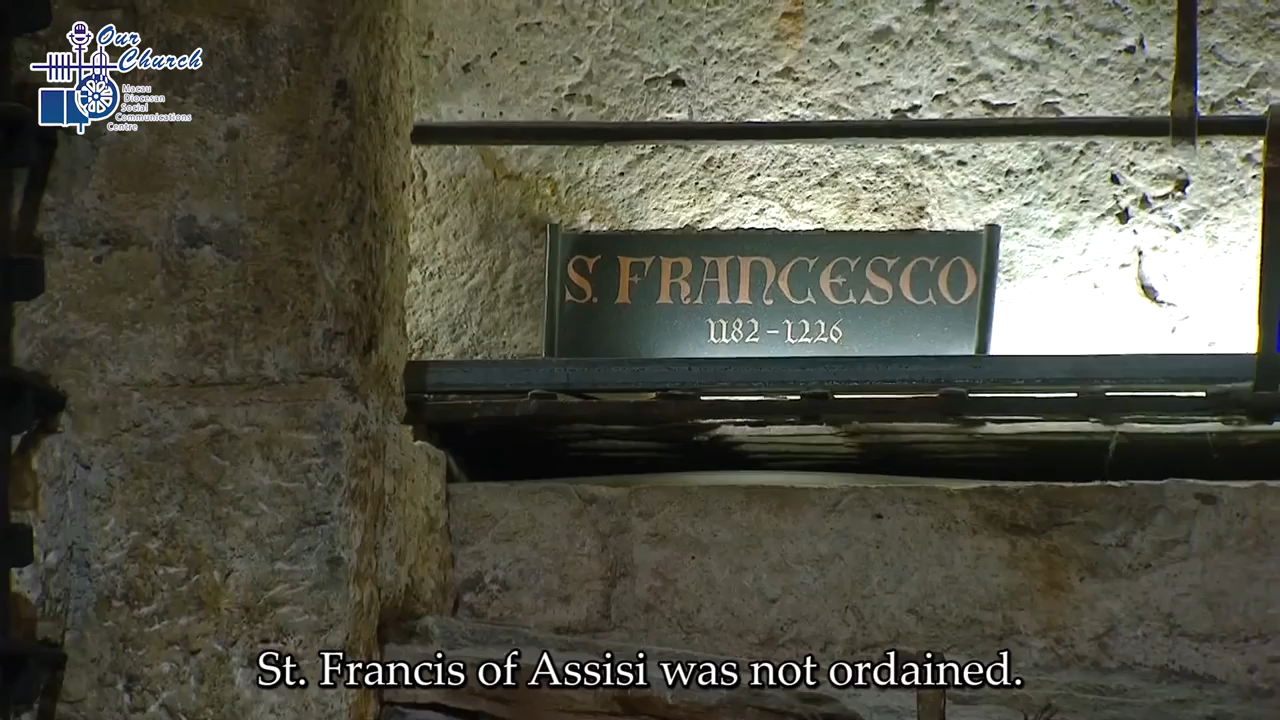 Our
Church
Macau
Diocesan
Social
Communications
Centre
S. FRANCESCO
1182-1226
St. Francis of Assisi was not ordained.